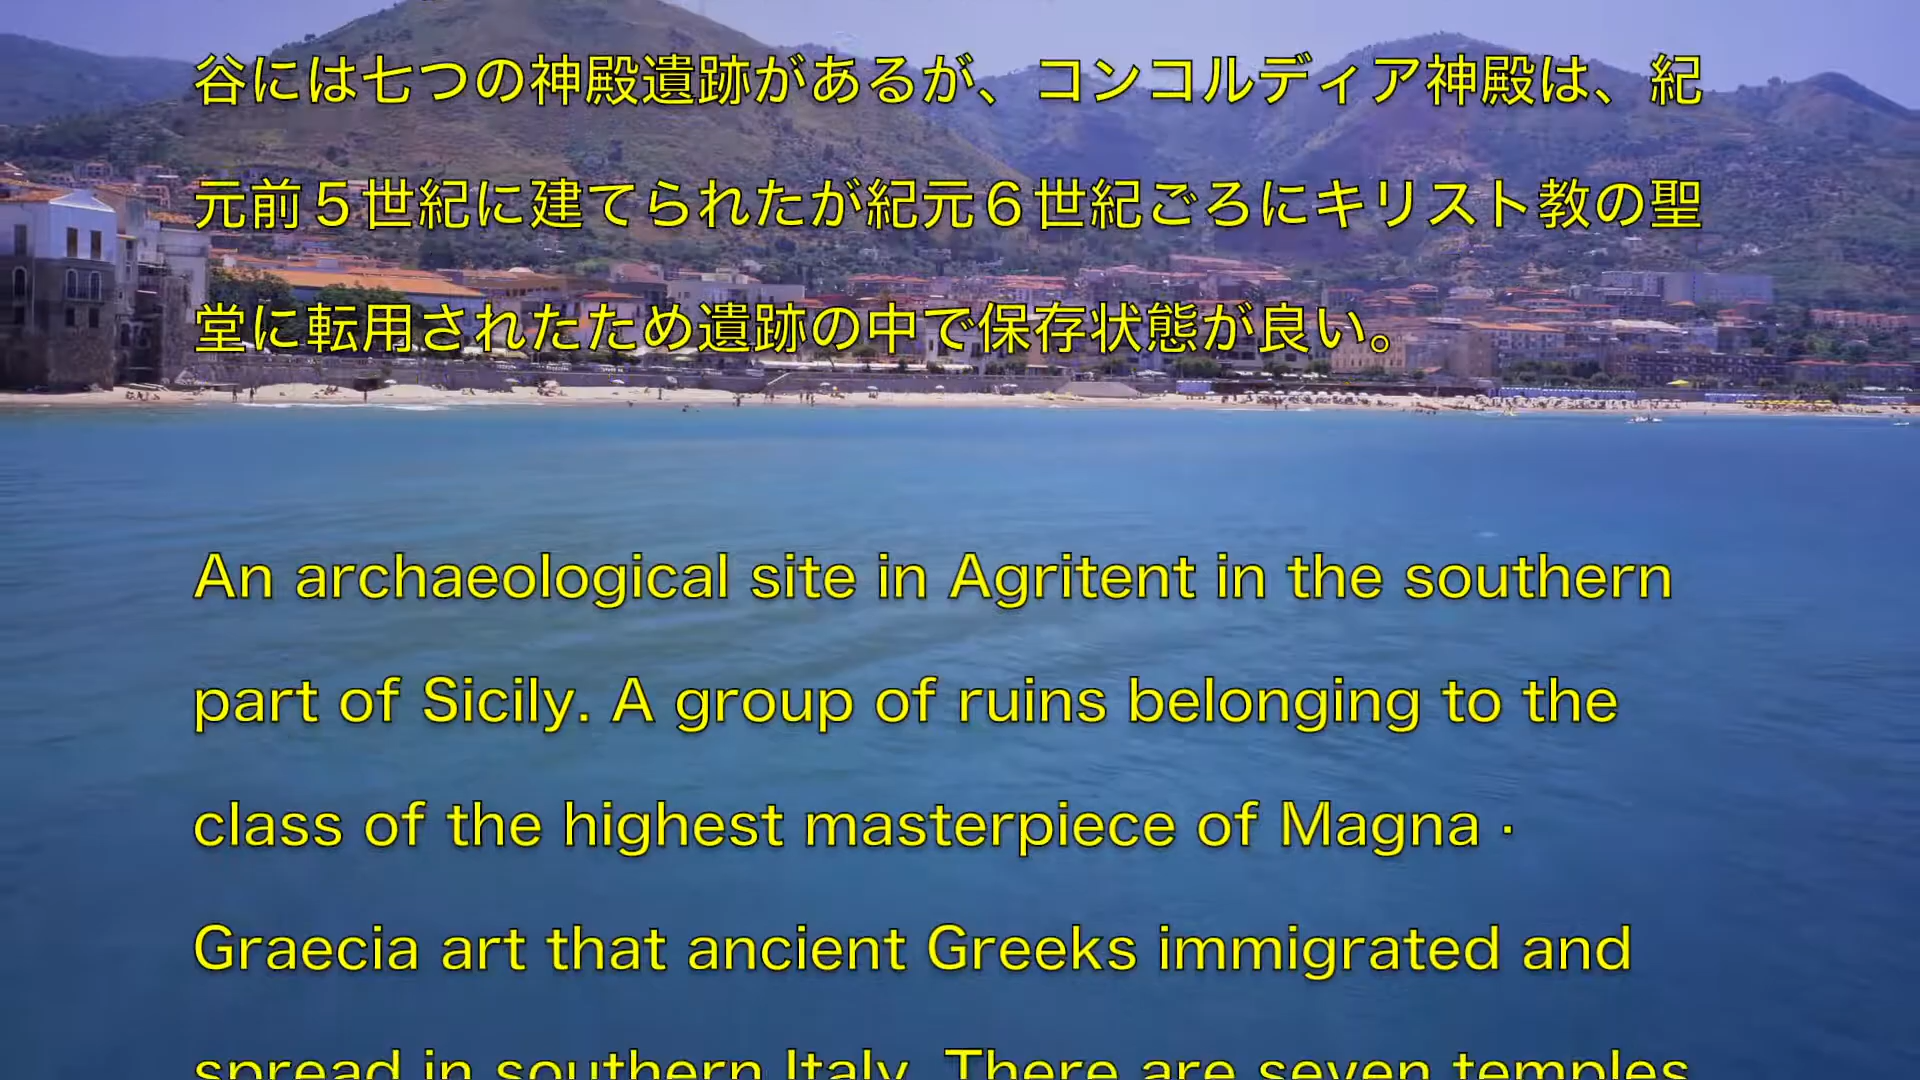 谷には七つの神殿遺跡があるが、コンコルディア神殿は、紀
元前５世紀に建てられたが紀元６世紀ごろにキリスト教の聖
堂に転用されたため遺跡の中で保存状態が良い。
An archaeological site in Agritent in the southern
part of Sicily. A group of ruins belonging to the
class of the highest masterpiece of Magna ·
Graecia art that ancient Greeks immigrated and
spread in southern Italy. There are seven temples